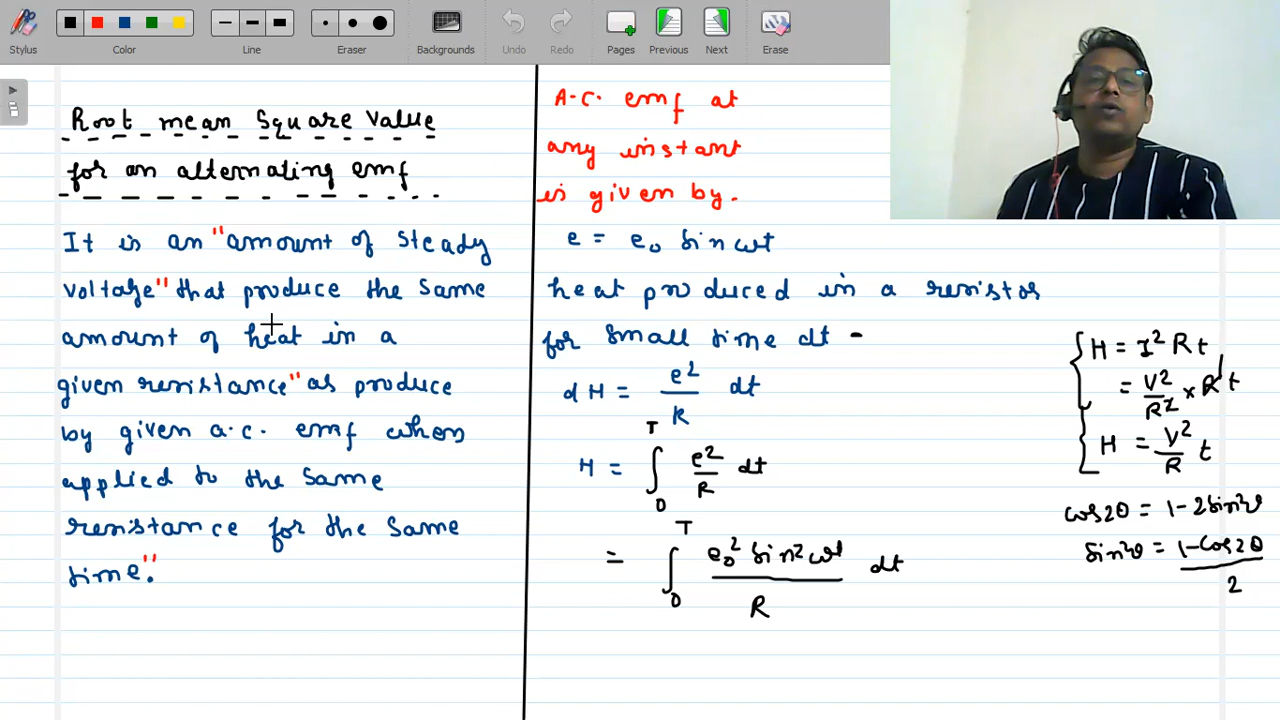 Stylus
Color
Line
Eraser
Backgrounds
Undo
Redo
Pages
Previous
Next
Erase
Root mean Square value
for an alternating emf
It is an "amount of steady
voltage" that produce the same
amount of heat in a
given resistance" as produce
by given a.c. emf when
applied to the same
resistance for the same
time".
A.C. emf at
any instant
is given by.
e = e₀ sin ωt
heat produced in a resistor
for small time dt -
dH = e²/R dt
H = ∫₀ᵀ e²/R dt
= ∫₀ᵀ e₀² sin² ωt / R dt
H = I² R t
= V²/R² × R t
H = V²/R t
cos2θ = 1 - 2sin²θ
sin²θ = 1 - cos2θ / 2